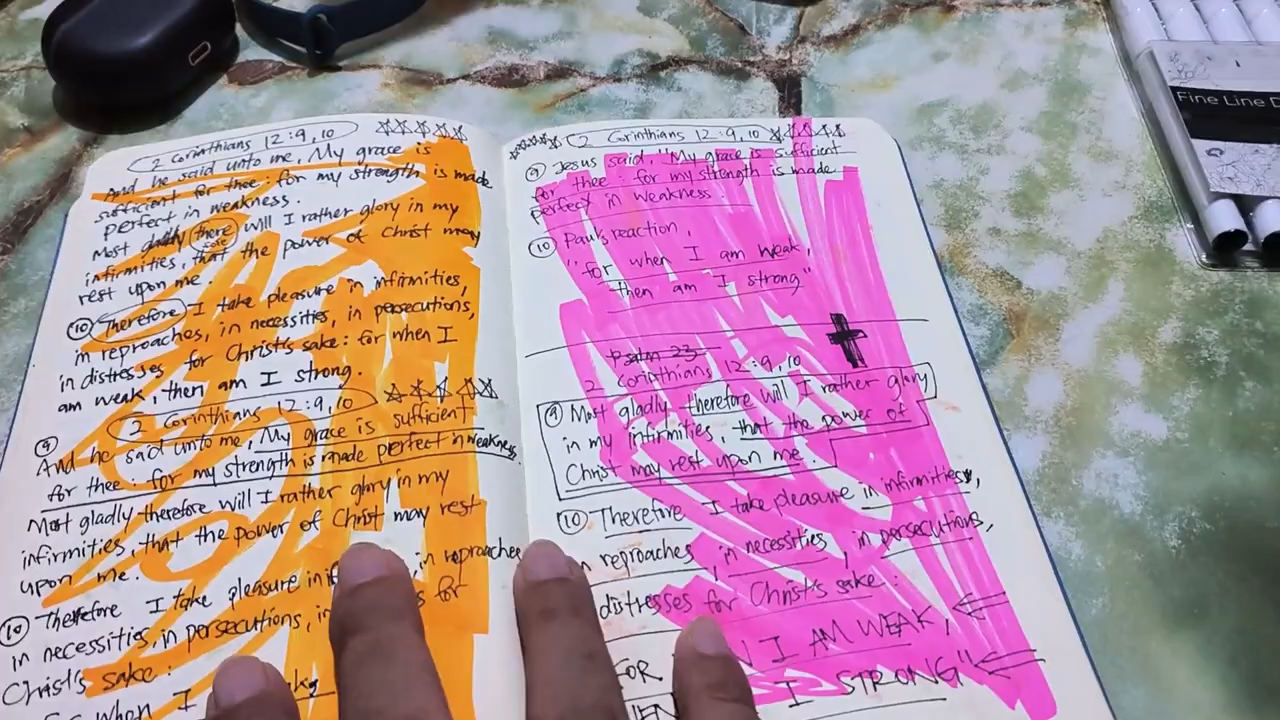 2 Corinthians 12:9,10
And he said unto me, My grace is
sufficient for thee: for my strength is made
perfect in weakness.
Most gladly therefore will I rather glory in my
infirmities, that the power of Christ may
rest upon me
(10) Therefore I take pleasure in infirmities,
in reproaches, in necessities, in persecutions,
in distresses for Christ's sake: for when I
am weak, then am I strong.
2 Corinthians 12:9,10
(9)
And he said unto me, My grace is sufficient
for thee: for my strength is made perfect in weakness.
Most gladly therefore will I rather glory in my
infirmities, that the power of Christ may rest
upon me.
(10) Therefore I take pleasure in, in reproaches
in necessities, in persecutions, for
Christ's sake:
when I
2 Corinthians 12:9,10
(9) Jesus said, "My grace is sufficient
for thee: for my strength is made
perfect in weakness.
(10) Paul's reaction,
"for when I am weak,
then am I strong"
Psalm 23
2 Corinthians 12:9,10
(9) Most gladly therefore will I rather glory
in my infirmities, that the power of
Christ may rest upon me.
(10) Therefore I take pleasure in infirmities,
reproaches, in necessities, in persecutions,
distresses for Christ's sake:
I AM WEAK,
I STRONG"
Fine Line